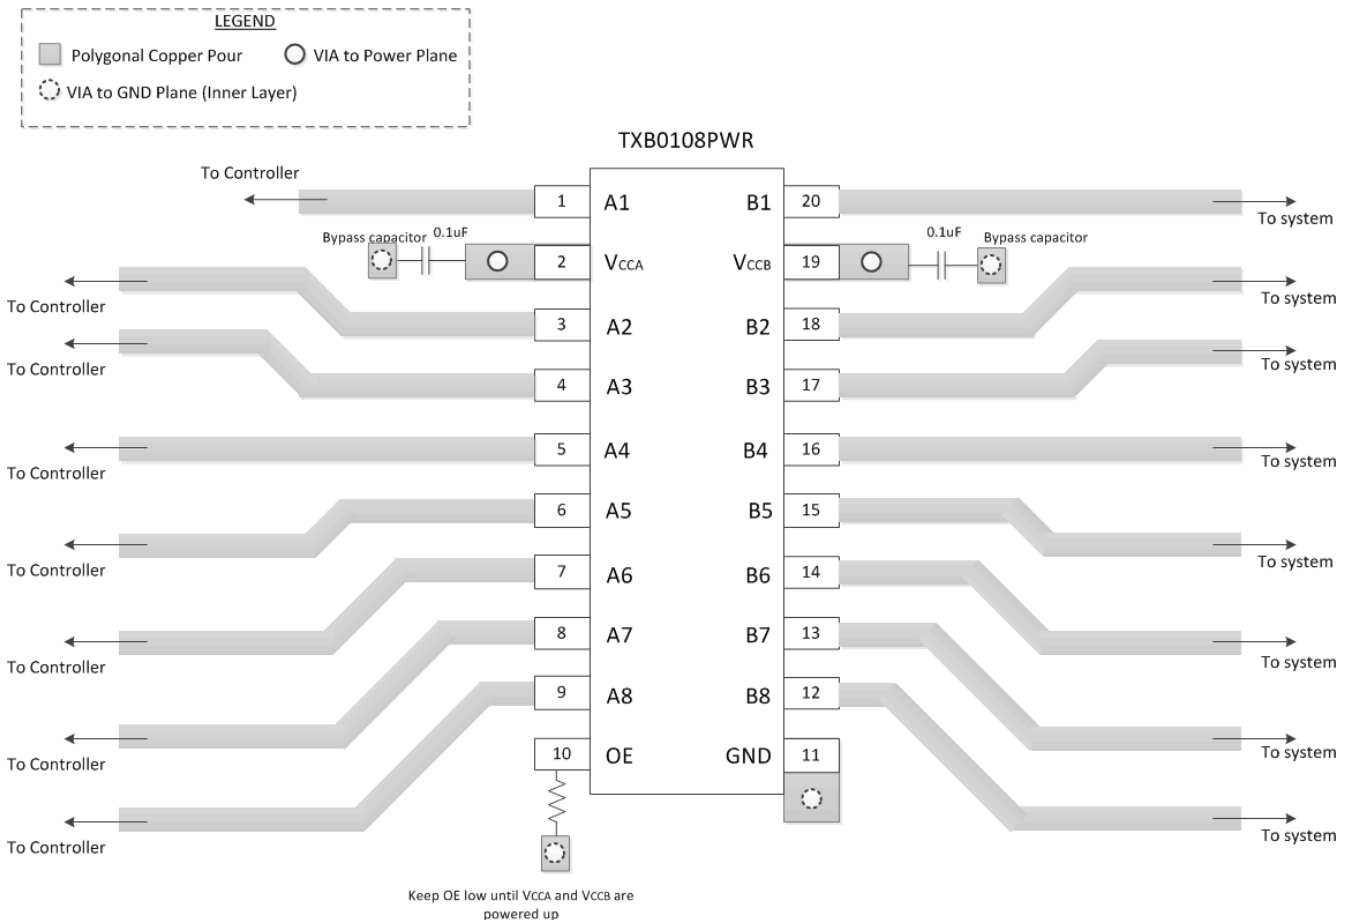 LEGEND
Polygonal Copper Pour
VIA to Power Plane
VIA to GND Plane (Inner Layer)
TXB0108PWR
To Controller
1
A1
B1
20
To system
Bypass capacitor
0.1uF
2
VCCA
VCCB
19
0.1uF
Bypass capacitor
To Controller
3
A2
B2
18
To system
To Controller
4
A3
B3
17
To system
To Controller
5
A4
B4
16
To system
To Controller
6
A5
B5
15
To system
To Controller
7
A6
B6
14
To system
To Controller
8
A7
B7
13
To system
To Controller
9
A8
B8
12
To system
10
OE
GND
11
Keep OE low until VCCA and VCCB are
powered up